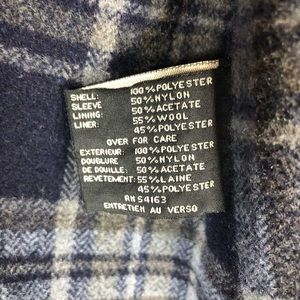 SHELL: 100%POLYESTER
SLEEVE 50%NYLON
LINING: 50%ACETATE
LINER: 55%WOOL
45%POLYESTER
OVER FOR CARE
EXTERIEUR: 100%POLYESTER
DOUBLURE 50%NYLON
DE DOUILLE: 50%ACETATE
REVETEMENT: 55%LAINE
45%POLYESTER
RN 54163
ENTRETIEN AU VERSO